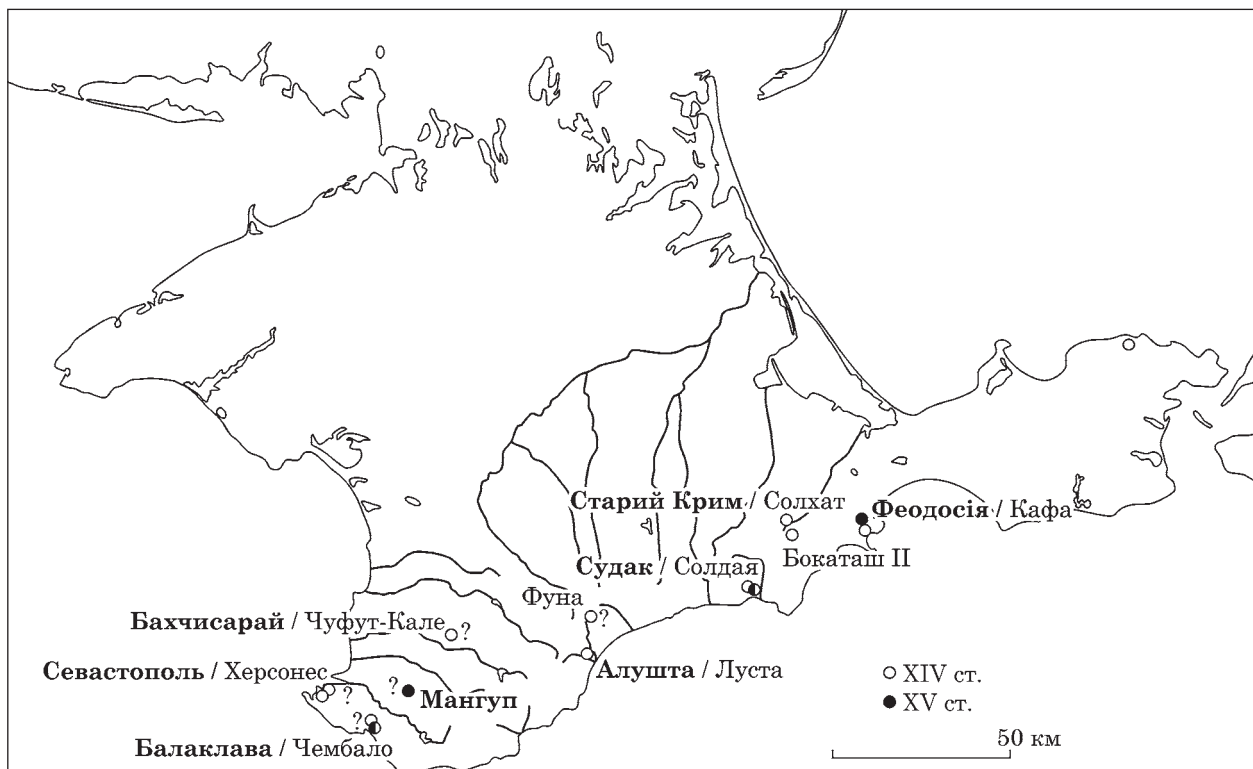 Старий Крим / Солхат
Феодосія / Кафа
Бокаташ II
Судак / Солдая
Фуна
?
Бахчисарай / Чуфут-Кале
?
Севастополь / Херсонес
?
?
Мангуп
Алушта / Луста
?
Балаклава / Чембало
XIV ст.
XV ст.
50 км